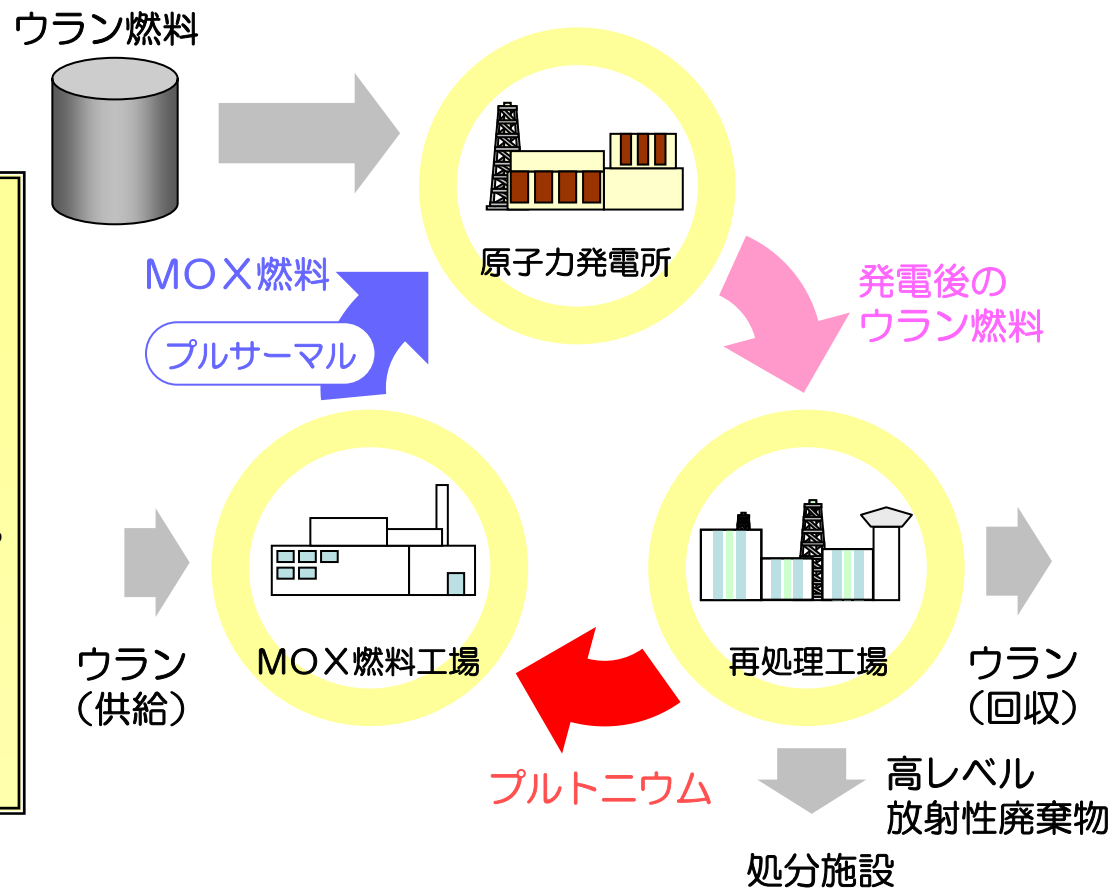 ウラン燃料
原子力発電所
MOX燃料
プルサーマル
発電後の
ウラン燃料
ウラン
(供給)
MOX燃料工場
再処理工場
ウラン
(回収)
プルトニウム
高レベル
放射性廃棄物
処分施設